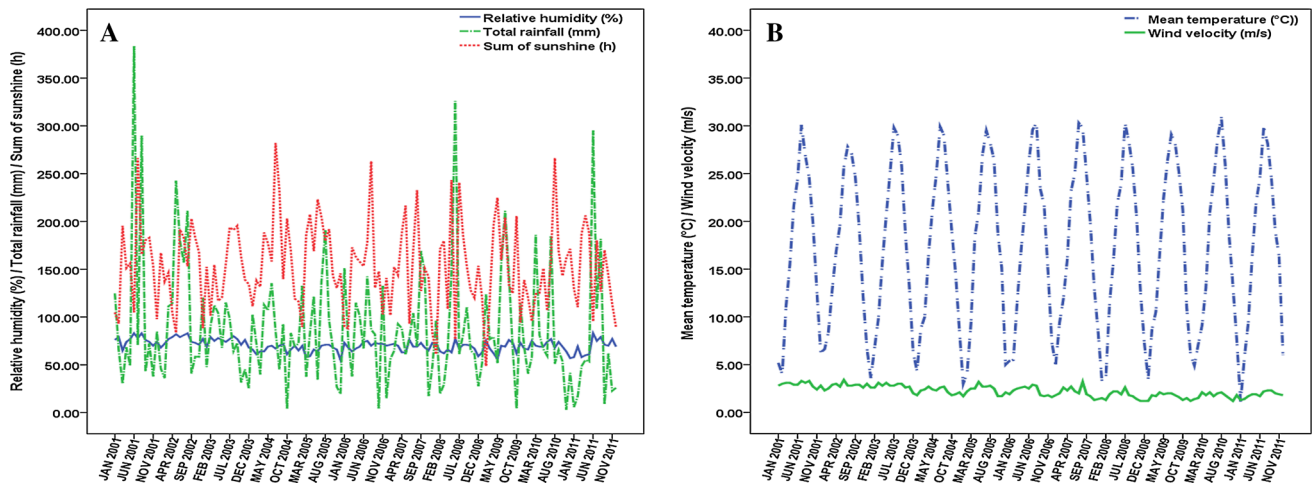 A
Relative humidity (%)
Total rainfall (mm)
Sum of sunshine (h)
Relative humidity (%) / Total rainfall (mm) / Sum of sunshine (h)
400.00
350.00
300.00
250.00
200.00
150.00
100.00
50.00
0.00
JAN 2001
JUN 2001
NOV 2001
APR 2002
SEP 2002
FEB 2003
JUL 2003
DEC 2003
MAY 2004
OCT 2004
MAR 2005
AUG 2005
JAN 2006
JUN 2006
NOV 2006
APR 2007
SEP 2007
FEB 2008
JUL 2008
DEC 2008
MAY 2009
OCT 2009
MAR 2010
AUG 2010
JAN 2011
JUN 2011
NOV 2011
B
Mean temperature (°C))
Wind velocity (m/s)
Mean temperature (°C) / Wind velocity (m/s)
40.00
35.00
30.00
25.00
20.00
15.00
10.00
5.00
0.00
JAN 2001
JUN 2001
NOV 2001
APR 2002
SEP 2002
FEB 2003
JUL 2003
DEC 2003
MAY 2004
OCT 2004
MAR 2005
AUG 2005
JAN 2006
JUN 2006
NOV 2006
APR 2007
SEP 2007
FEB 2008
JUL 2008
DEC 2008
MAY 2009
OCT 2009
MAR 2010
AUG 2010
JAN 2011
JUN 2011
NOV 2011